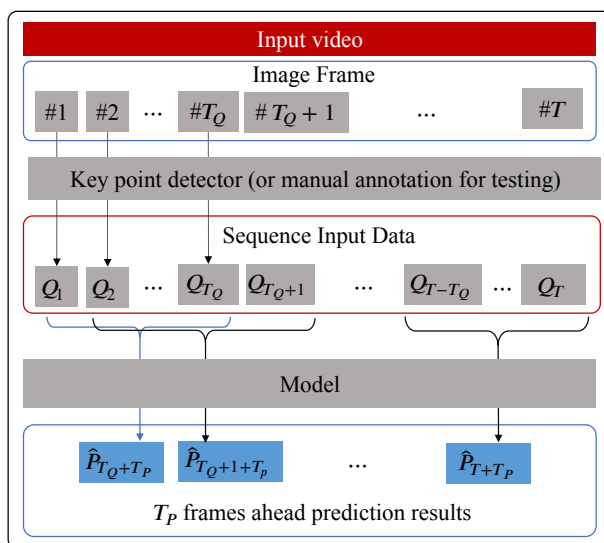 Input video
Image Frame
#1 #2 ... #T_Q # T_Q + 1 ... #T
Key point detector (or manual annotation for testing)
Sequence Input Data
Q_1 Q_2 ... Q_{T_Q} Q_{T_Q+1} ... Q_{T−T_Q} ... Q_T
Model
P̂_{T_Q+T_P} P̂_{T_Q+1+T_p} ... P̂_{T+T_P}
T_P frames ahead prediction results